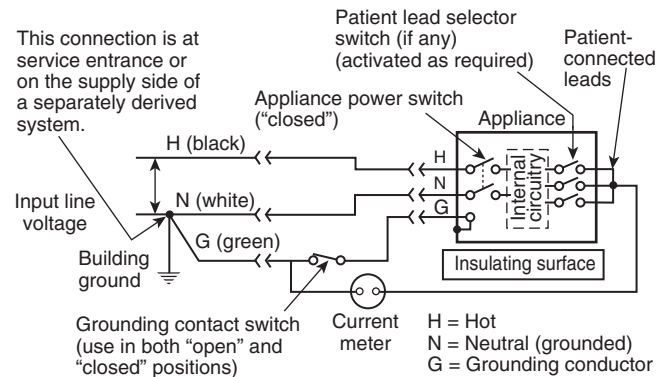 This connection is at
service entrance or
on the supply side of
a separately derived
system.
Patient lead selector
switch (if any)
(activated as required)
Patient-
connected
leads
Appliance power switch
(“closed”)
Appliance
H (black)
H
N (white)
N
G
Internal
circuitry
Input line
voltage
G (green)
Building
ground
Insulating surface
Grounding contact switch
(use in both “open” and
“closed” positions)
Current
meter
H = Hot
N = Neutral (grounded)
G = Grounding conductor